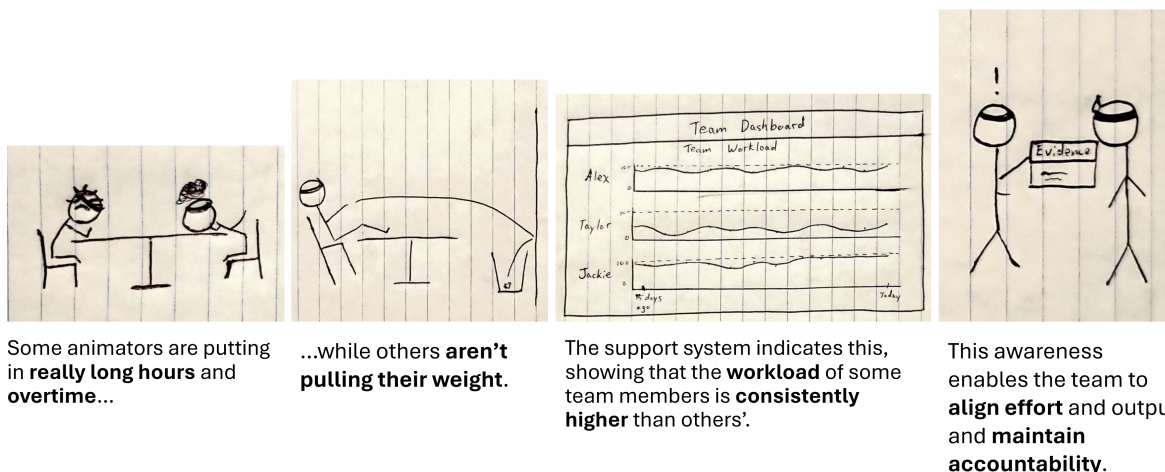 Some animators are putting
in really long hours and
overtime...
...while others aren't
pulling their weight.
Team Dashboard
Team Workload
Alex
100
0
Taylor
0
Jackie
100
0
days
ago
Today
The support system indicates this,
showing that the workload of some
team members is consistently
higher than others'.
!
Evidence
This awareness
enables the team to
align effort and outpu
and maintain
accountability.